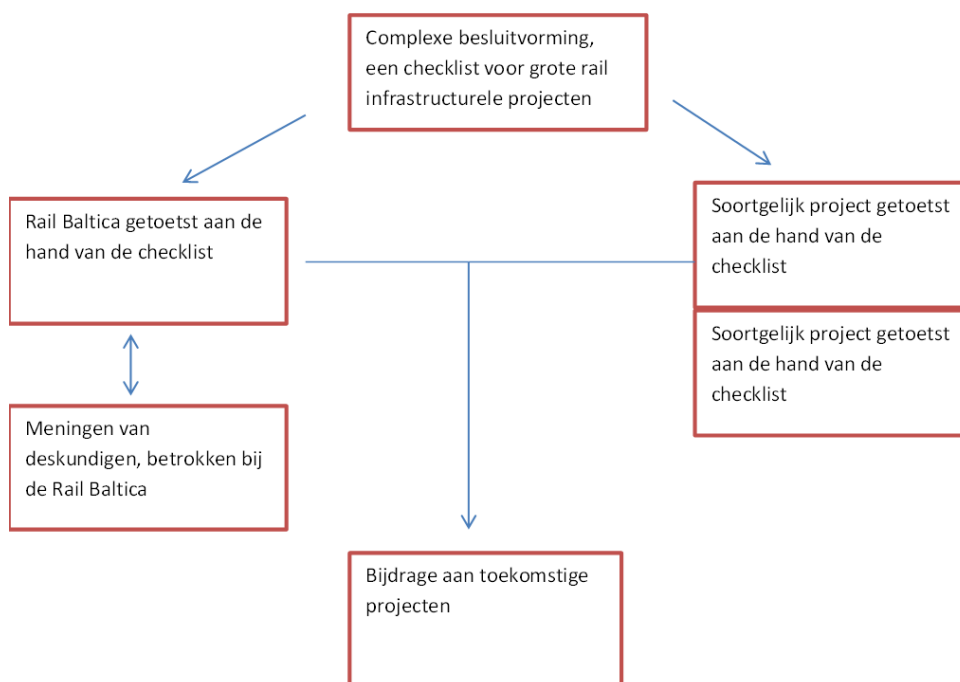 Complexe besluitvorming,
een checklist voor grote rail
infrastructurele projecten
Rail Baltica getoetst aan de
hand van de checklist
Soortgelijk project getoetst
aan de hand van de
checklist
Soortgelijk project getoetst
aan de hand van de
checklist
Meningen van
deskundigen, betrokken bij
de Rail Baltica
Bijdrage aan toekomstige
projecten